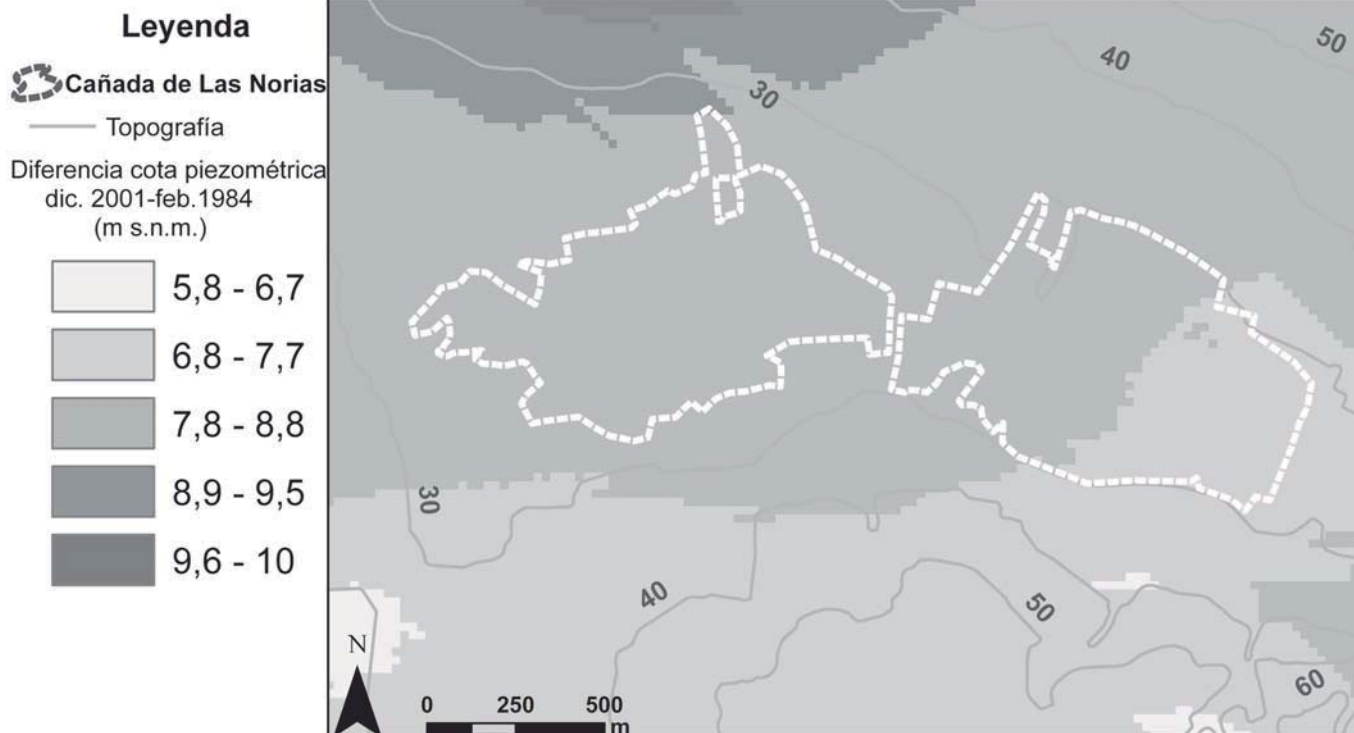 Leyenda
Cañada de Las Norias
Topografía
Diferencia cota piezométrica
dic. 2001-feb.1984
(m s.n.m.)
5,8 - 6,7
6,8 - 7,7
7,8 - 8,8
8,9 - 9,5
9,6 - 10
50
40
30
30
40
50
60
N
0 250 500
m